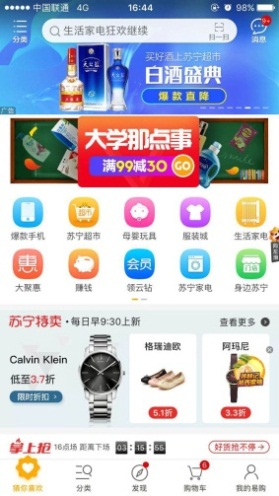 中国联通 4G 16:44
分类 生活家电狂欢继续 扫一扫
买好酒上苏宁超市
白酒盛典
爆款直降
广告
大学那点事
满99减30 GO
爆款手机 苏宁超市 母婴玩具 服装城 生活家电
惠 会员
大聚惠 赚钱 领云钻 苏宁家电 身边苏宁
苏宁特卖 每日早9:30上新 查看更多
Calvin Klein
低至3.7折
限时折扣
格瑞迪欧
5.1折
阿玛尼
3.3折
掌上抢 16点场 距离下场 03:15:55 好货抢不停
6
猜你喜欢 分类 发现 购物车 我的易购